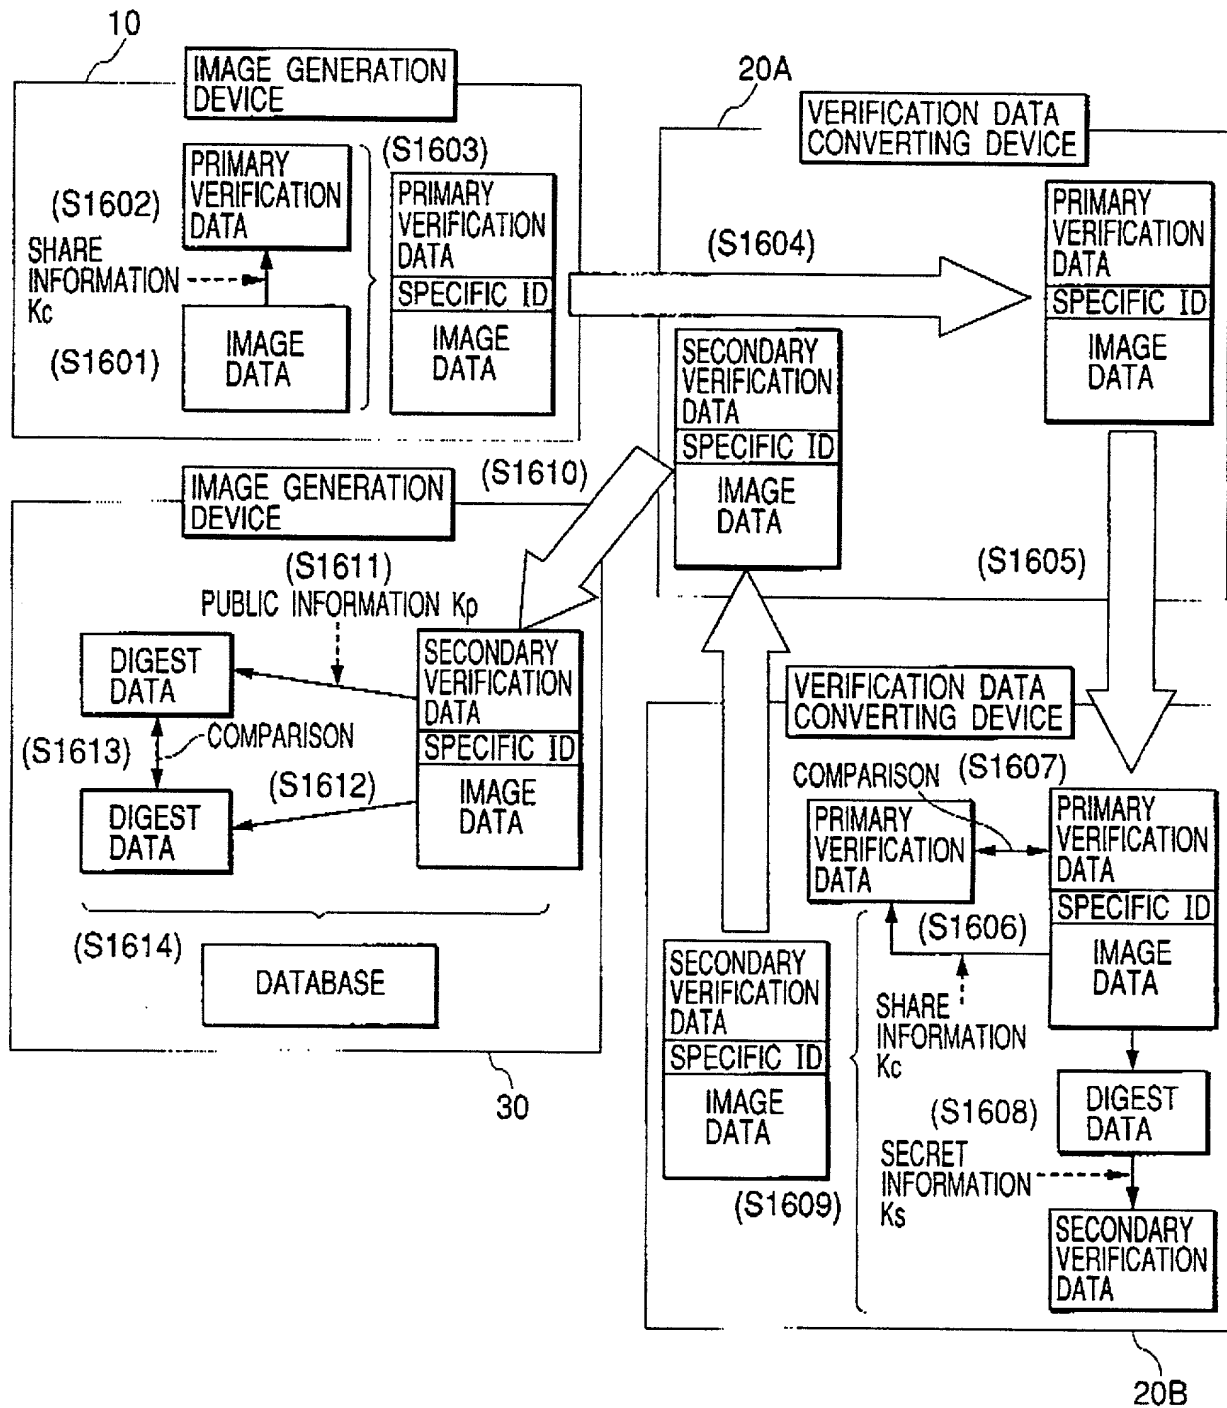 10
IMAGE GENERATION
DEVICE
(S1602)
PRIMARY
VERIFICATION
DATA
SHARE
INFORMATION
Kc
(S1601)
IMAGE
DATA
(S1603)
PRIMARY
VERIFICATION
DATA
SPECIFIC ID
IMAGE
DATA
20A
VERIFICATION DATA
CONVERTING DEVICE
(S1604)
PRIMARY
VERIFICATION
DATA
SPECIFIC ID
IMAGE
DATA
SECONDARY
VERIFICATION
DATA
SPECIFIC ID
IMAGE
DATA
(S1605)
(S1610)
IMAGE GENERATION
DEVICE
(S1611)
PUBLIC INFORMATION Kp
DIGEST
DATA
SECONDARY
VERIFICATION
DATA
SPECIFIC ID
IMAGE
DATA
(S1613)
COMPARISON
(S1612)
DIGEST
DATA
(S1614)
DATABASE
30
VERIFICATION DATA
CONVERTING DEVICE
COMPARISON
(S1607)
PRIMARY
VERIFICATION
DATA
PRIMARY
VERIFICATION
DATA
SPECIFIC ID
IMAGE
DATA
(S1606)
SHARE
INFORMATION
Kc
SECONDARY
VERIFICATION
DATA
SPECIFIC ID
IMAGE
DATA
(S1609)
(S1608)
DIGEST
DATA
SECRET
INFORMATION
Ks
SECONDARY
VERIFICATION
DATA
20B